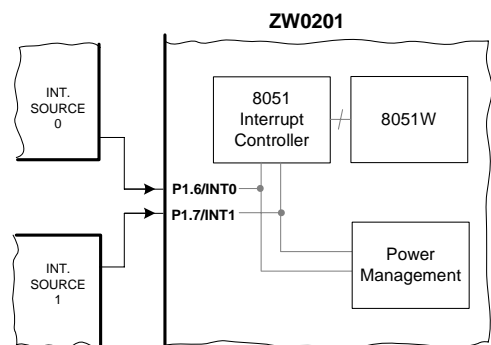 ZW0201
INT.
SOURCE
0
8051
Interrupt
Controller
8051W
P1.6/INT0
P1.7/INT1
INT.
SOURCE
1
Power
Management